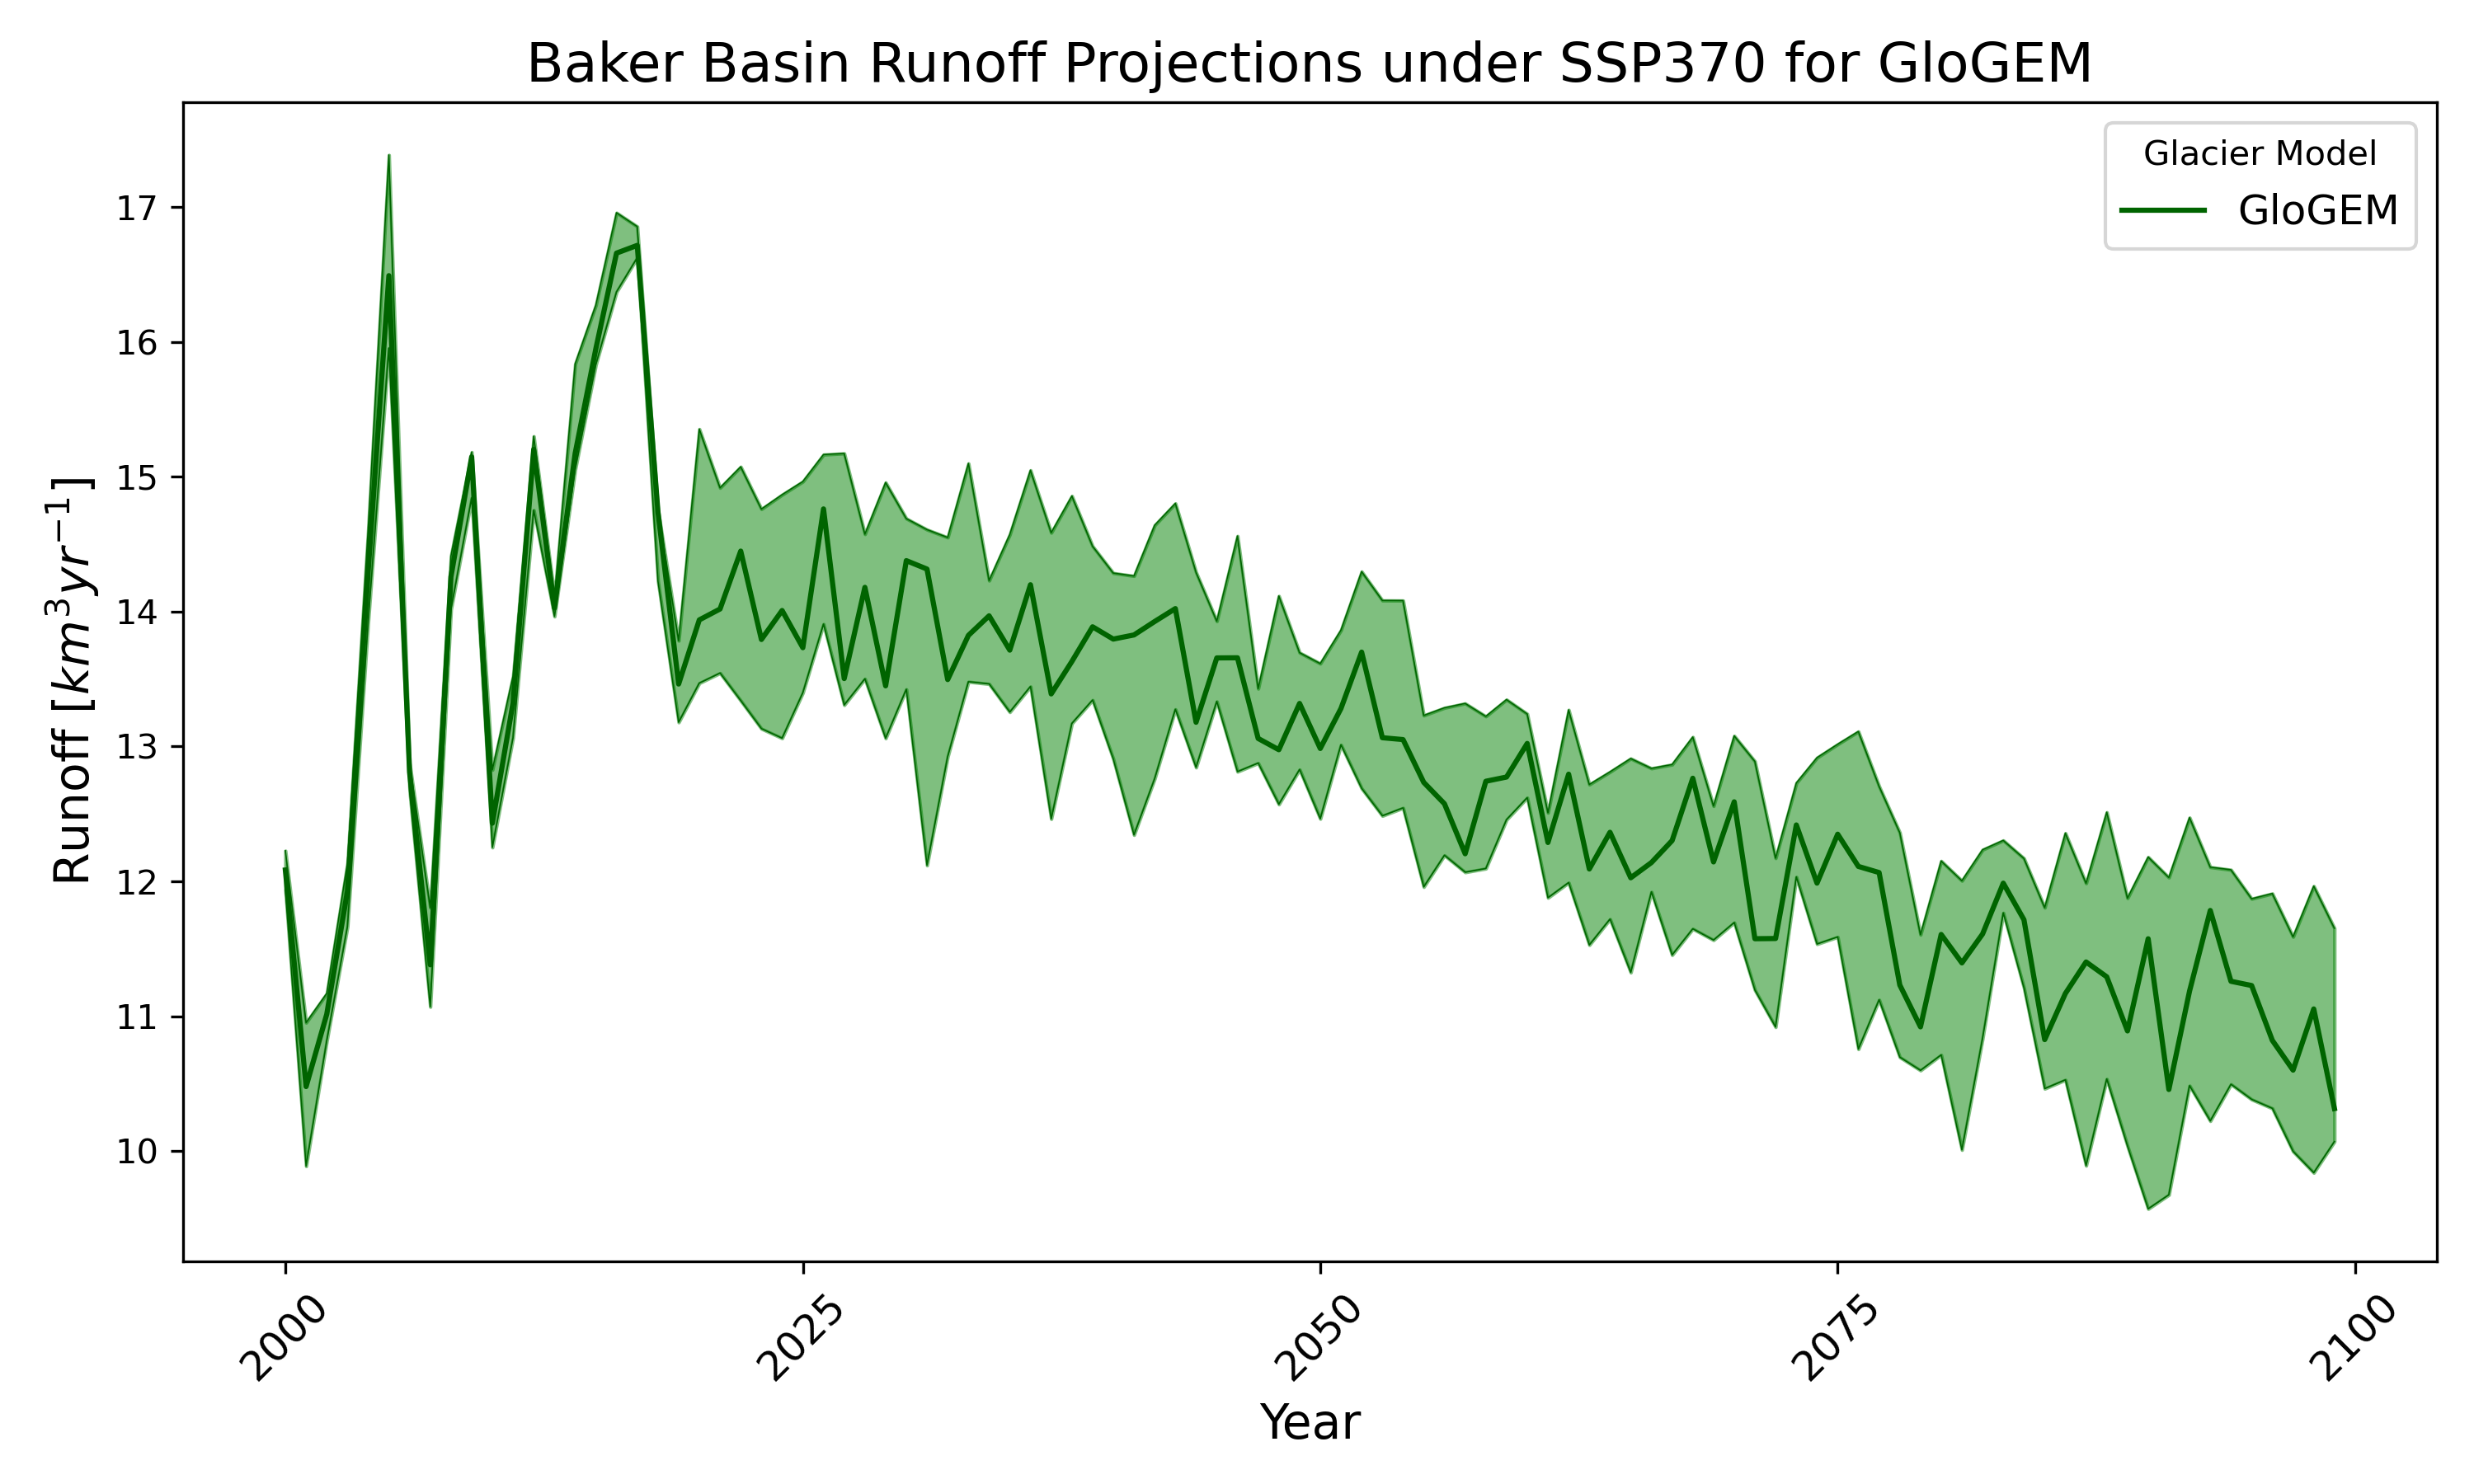 Baker Basin Runoff Projections under SSP370 for GloGEM
Glacier Model
GloGEM
Runoff [km³yr⁻¹]
17
16
15
14
13
12
11
10
2000
2025
2050
2075
2100
Year